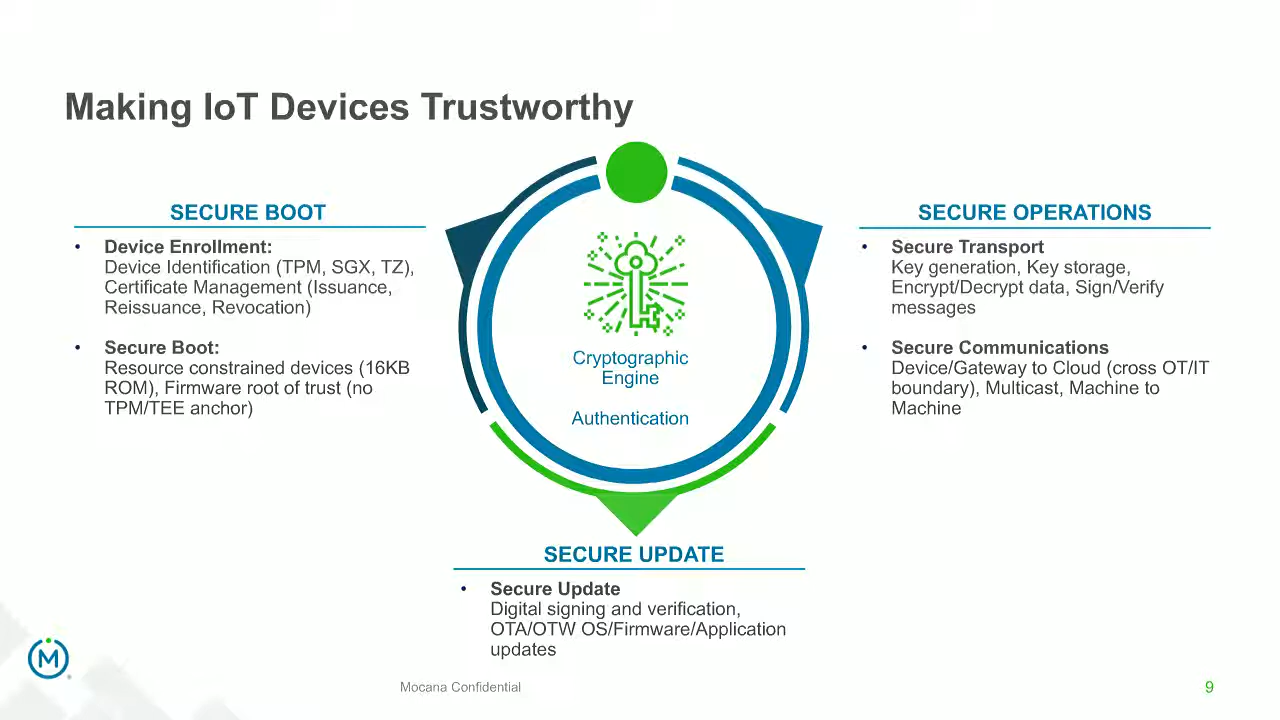 Making IoT Devices Trustworthy
SECURE BOOT
• Device Enrollment:
Device Identification (TPM, SGX, TZ),
Certificate Management (Issuance,
Reissuance, Revocation)
• Secure Boot:
Resource constrained devices (16KB
ROM), Firmware root of trust (no
TPM/TEE anchor)
Cryptographic
Engine
Authentication
SECURE OPERATIONS
• Secure Transport
Key generation, Key storage,
Encrypt/Decrypt data, Sign/Verify
messages
• Secure Communications
Device/Gateway to Cloud (cross OT/IT
boundary), Multicast, Machine to
Machine
SECURE UPDATE
• Secure Update
Digital signing and verification,
OTA/OTW OS/Firmware/Application
updates
M
Mocana Confidential
9